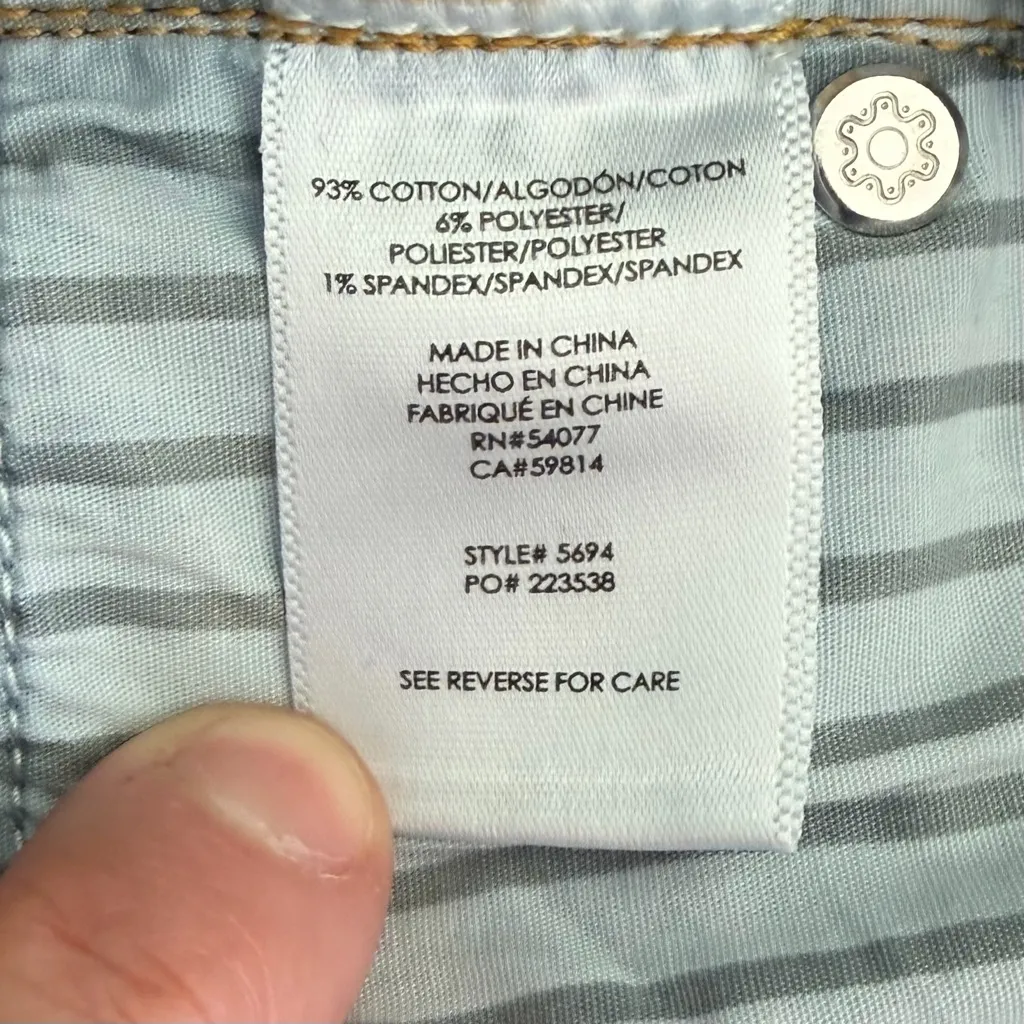 93% COTTON/ALGODÓN/COTON
6% POLYESTER/
POLIESTER/POLYESTER
1% SPANDEX/SPANDEX/SPANDEX
MADE IN CHINA
HECHO EN CHINA
FABRIQUÉ EN CHINE
RN#54077
CA#59814
STYLE# 5694
PO# 223538
SEE REVERSE FOR CARE